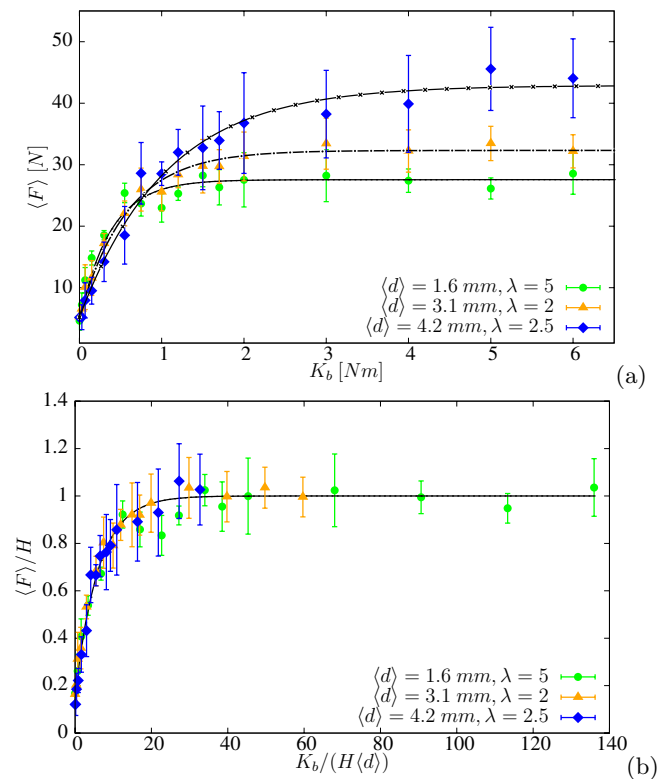 50
40
30
20
10
⟨F⟩ [N]
⟨d⟩ = 1.6 mm, λ = 5
⟨d⟩ = 3.1 mm, λ = 2
⟨d⟩ = 4.2 mm, λ = 2.5
0 1 2 3 4 5 6
K_b [Nm]
(a)
1.4
1.2
1
0.8
0.6
0.4
0.2
0
⟨F⟩/H
⟨d⟩ = 1.6 mm, λ = 5
⟨d⟩ = 3.1 mm, λ = 2
⟨d⟩ = 4.2 mm, λ = 2.5
0 20 40 60 80 100 120 140
K_b/(H⟨d⟩)
(b)